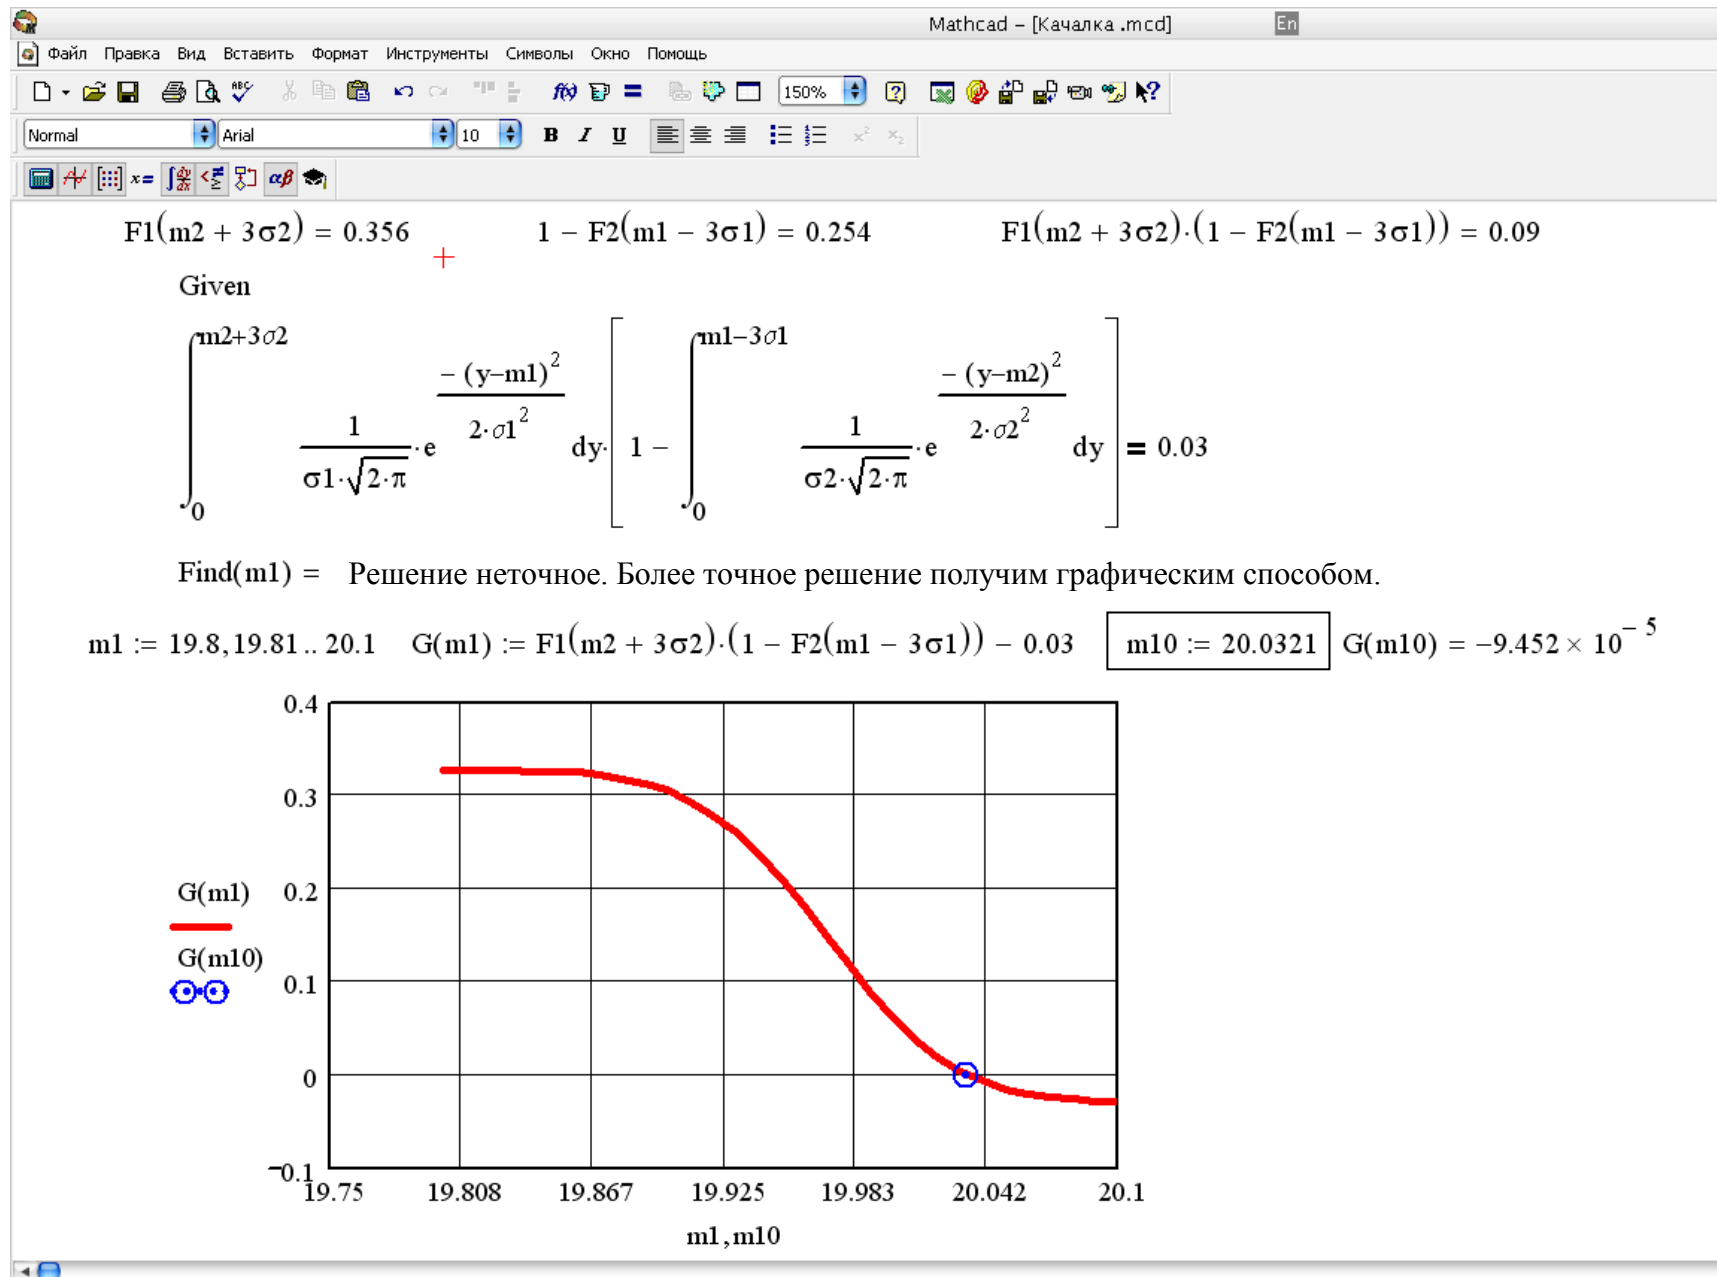 Mathcad – [Качалка .mcd] En
Файл Правка Вид Вставить Формат Инструменты Символы Окно Помощь
150%
Normal Arial 10 B I U
F1(m2 + 3σ2) = 0.356 1 − F2(m1 − 3σ1) = 0.254 F1(m2 + 3σ2)·(1 − F2(m1 − 3σ1)) = 0.09
Given
∫₀^(m2+3σ2) 1/(σ1·√(2·π))·e^(−(y−m1)²/(2·σ1²)) dy·[1 − ∫₀^(m1−3σ1) 1/(σ2·√(2·π))·e^(−(y−m2)²/(2·σ2²)) dy] = 0.03
Find(m1) = Решение неточное. Более точное решение получим графическим способом.
m1 := 19.8, 19.81 .. 20.1 G(m1) := F1(m2 + 3σ2)·(1 − F2(m1 − 3σ1)) − 0.03 m10 := 20.0321 G(m10) = −9.452 × 10⁻⁵
0.4
0.3
G(m1) 0.2
G(m10)
0.1
0
−0.1
19.75 19.808 19.867 19.925 19.983 20.042 20.1
m1,m10